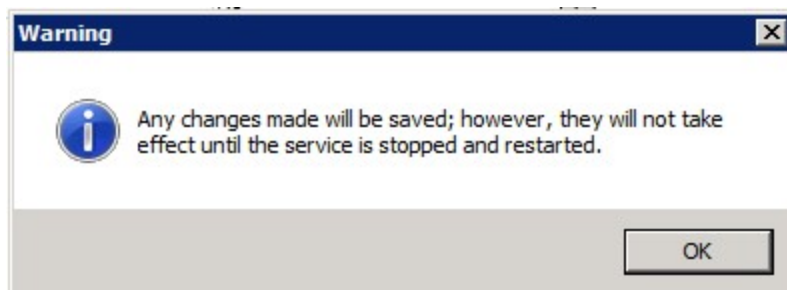 Warning
Any changes made will be saved; however, they will not take
effect until the service is stopped and restarted.
OK